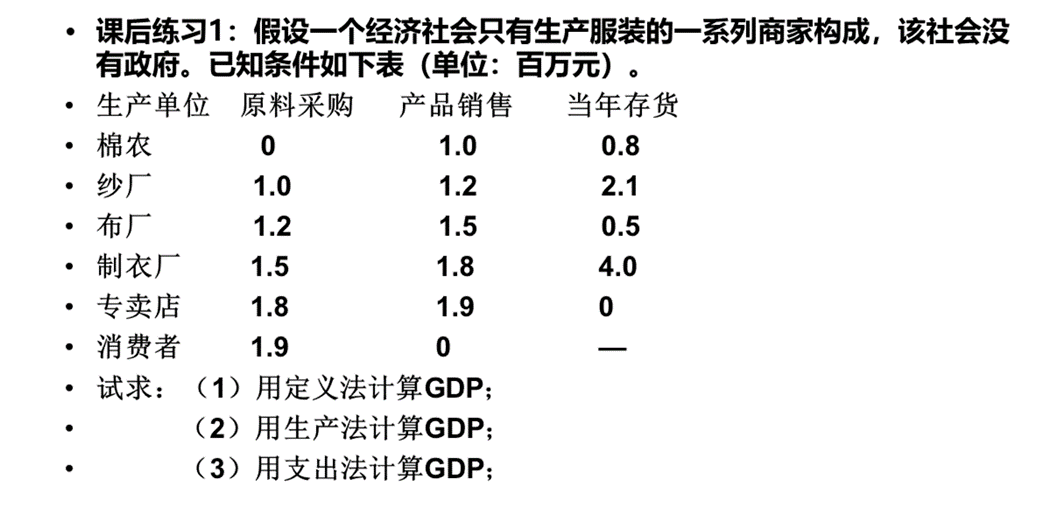 • 课后练习1：假设一个经济社会只有生产服装的一系列商家构成，该社会没
有政府。已知条件如下表（单位：百万元）。
• 生产单位 原料采购 产品销售 当年存货
• 棉农 0 1.0 0.8
• 纱厂 1.0 1.2 2.1
• 布厂 1.2 1.5 0.5
• 制衣厂 1.5 1.8 4.0
• 专卖店 1.8 1.9 0
• 消费者 1.9 0 —
• 试求：（1）用定义法计算GDP；
• （2）用生产法计算GDP；
• （3）用支出法计算GDP；